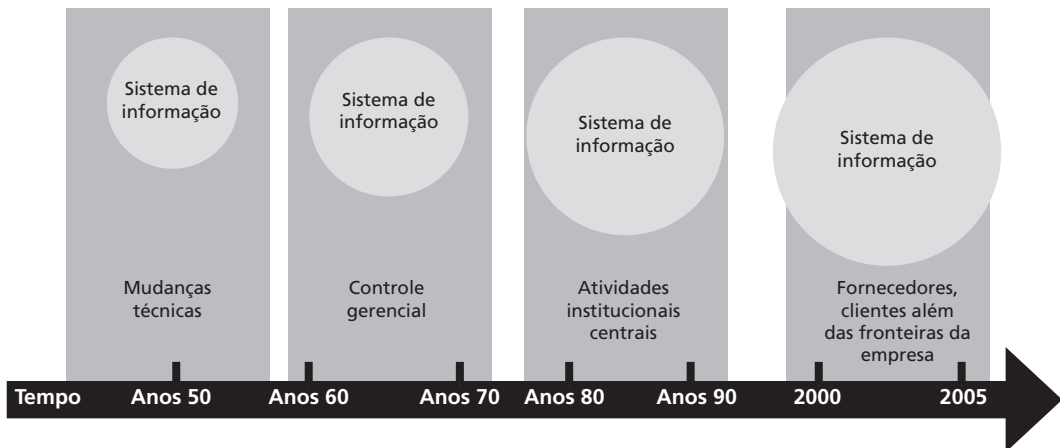 Sistema de
informação
Sistema de
informação
Sistema de
informação
Sistema de
informação
Mudanças
técnicas
Controle
gerencial
Atividades
institucionais
centrais
Fornecedores,
clientes além
das fronteiras da
empresa
Tempo Anos 50 Anos 60 Anos 70 Anos 80 Anos 90 2000 2005